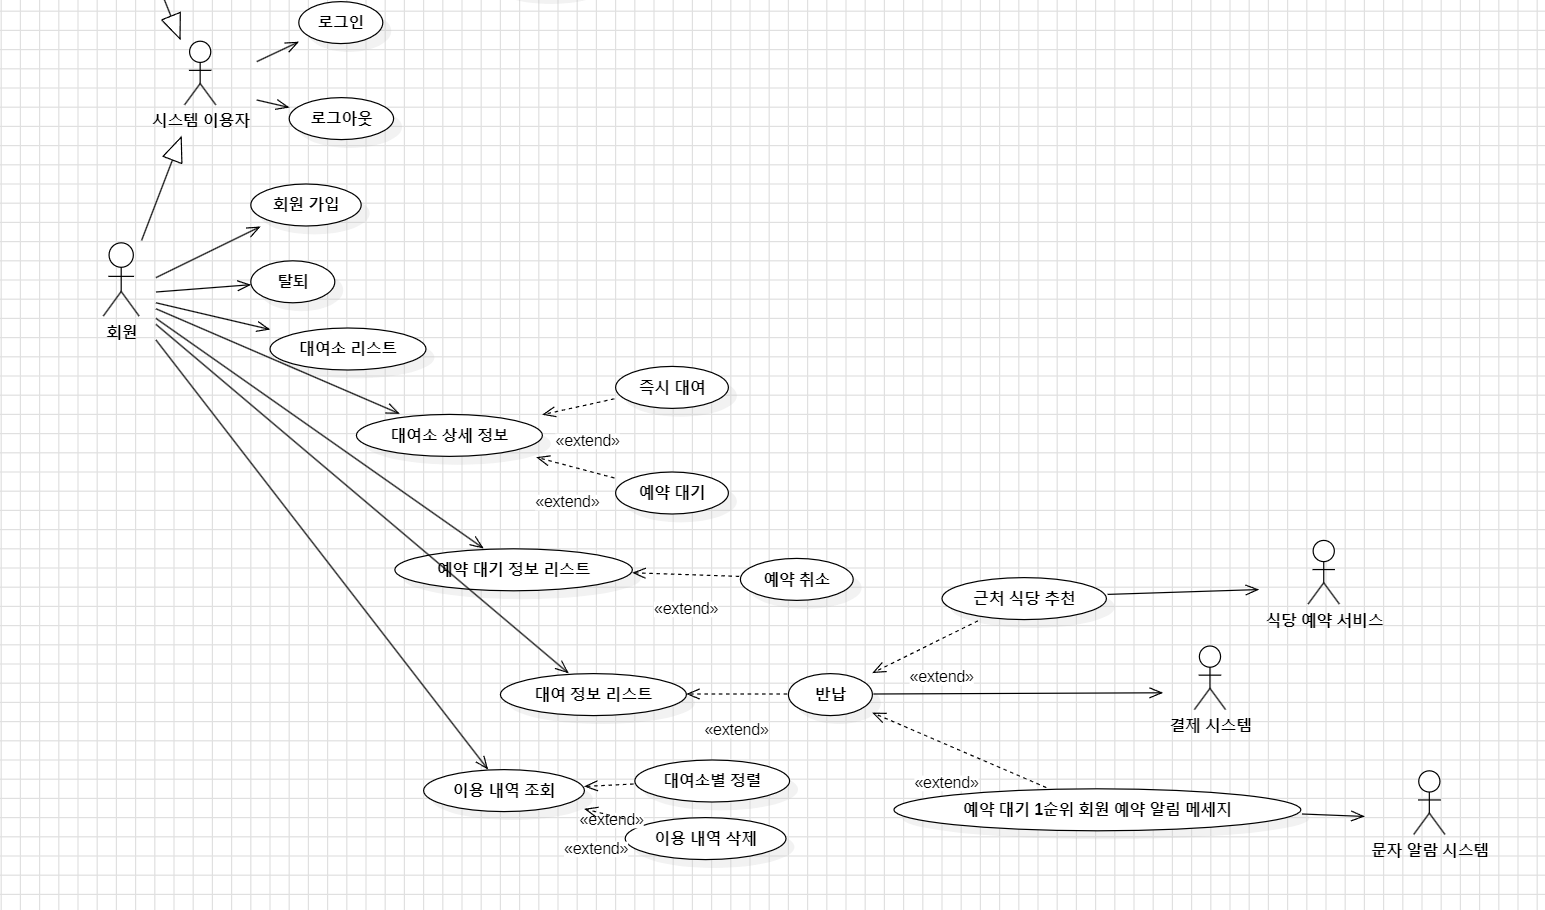 로그인
로그아웃
시스템 이용자
회원 가입
탈퇴
회원
대여소 리스트
즉시 대여
대여소 상세 정보
«extend»
예약 대기
«extend»
예약 대기 정보 리스트
예약 취소
«extend»
근처 식당 추천
식당 예약 서비스
«extend»
대여 정보 리스트
반납
결제 시스템
«extend»
대여소별 정렬
«extend»
이용 내역 조회
예약 대기 1순위 회원 예약 알림 메세지
«extend»
이용 내역 삭제
«extend»
문자 알람 시스템